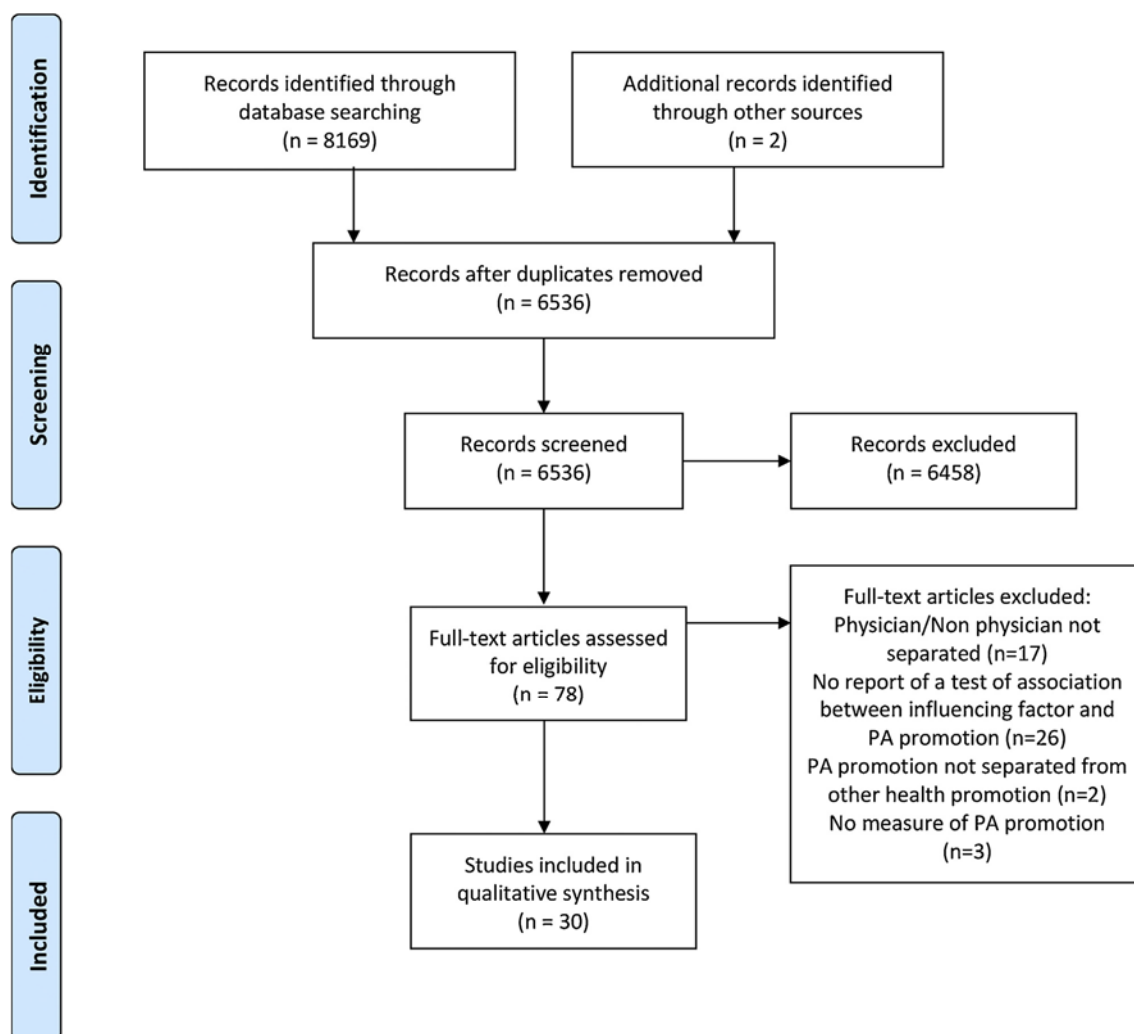 Identification
Records identified through
database searching
(n = 8169)
Additional records identified
through other sources
(n = 2)
Records after duplicates removed
(n = 6536)
Screening
Records screened
(n = 6536)
Records excluded
(n = 6458)
Eligibility
Full-text articles assessed
for eligibility
(n = 78)
Full-text articles excluded:
Physician/Non physician not
separated (n=17)
No report of a test of association
between influencing factor and
PA promotion (n=26)
PA promotion not separated from
other health promotion (n=2)
No measure of PA promotion
(n=3)
Included
Studies included in
qualitative synthesis
(n = 30)